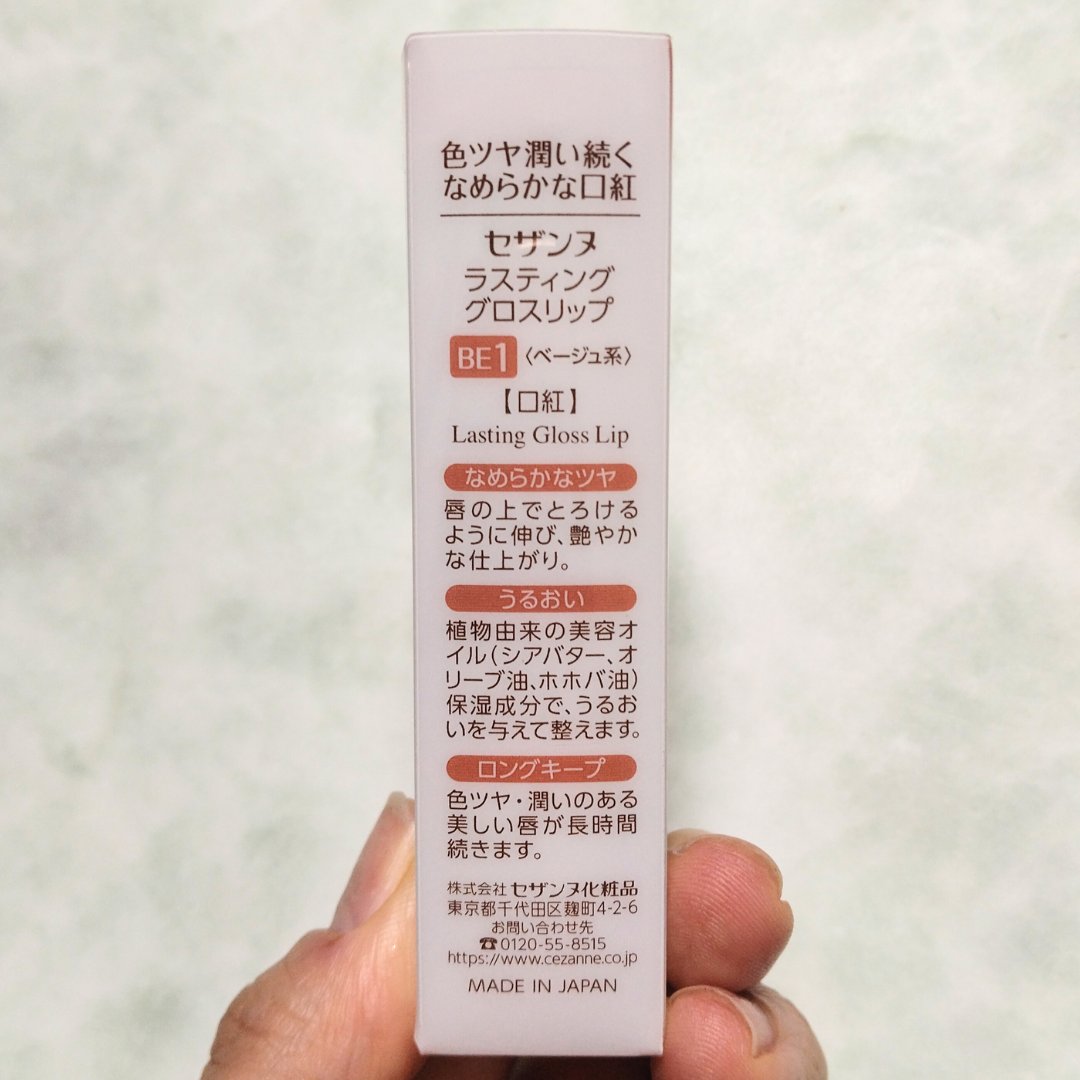 色ツヤ潤い続く
なめらかな口紅
セザンヌ
ラスティング
グロスリップ
BE1〈ベージュ系〉
【口紅】
Lasting Gloss Lip
なめらかなツヤ
唇の上でとろける
ように伸び、艶やか
な仕上がり。
うるおい
植物由来の美容オ
イル(シアバター、オ
リーブ油、ホホバ油)
保湿成分で、うるお
いを与えて整えます。
ロングキープ
色ツヤ・潤いのある
美しい唇が長時間
続きます。
株式会社 セザンヌ化粧品
東京都千代田区麹町4-2-6
お問い合わせ先
☎0120-55-8515
https://www.cezanne.co.jp
MADE IN JAPAN